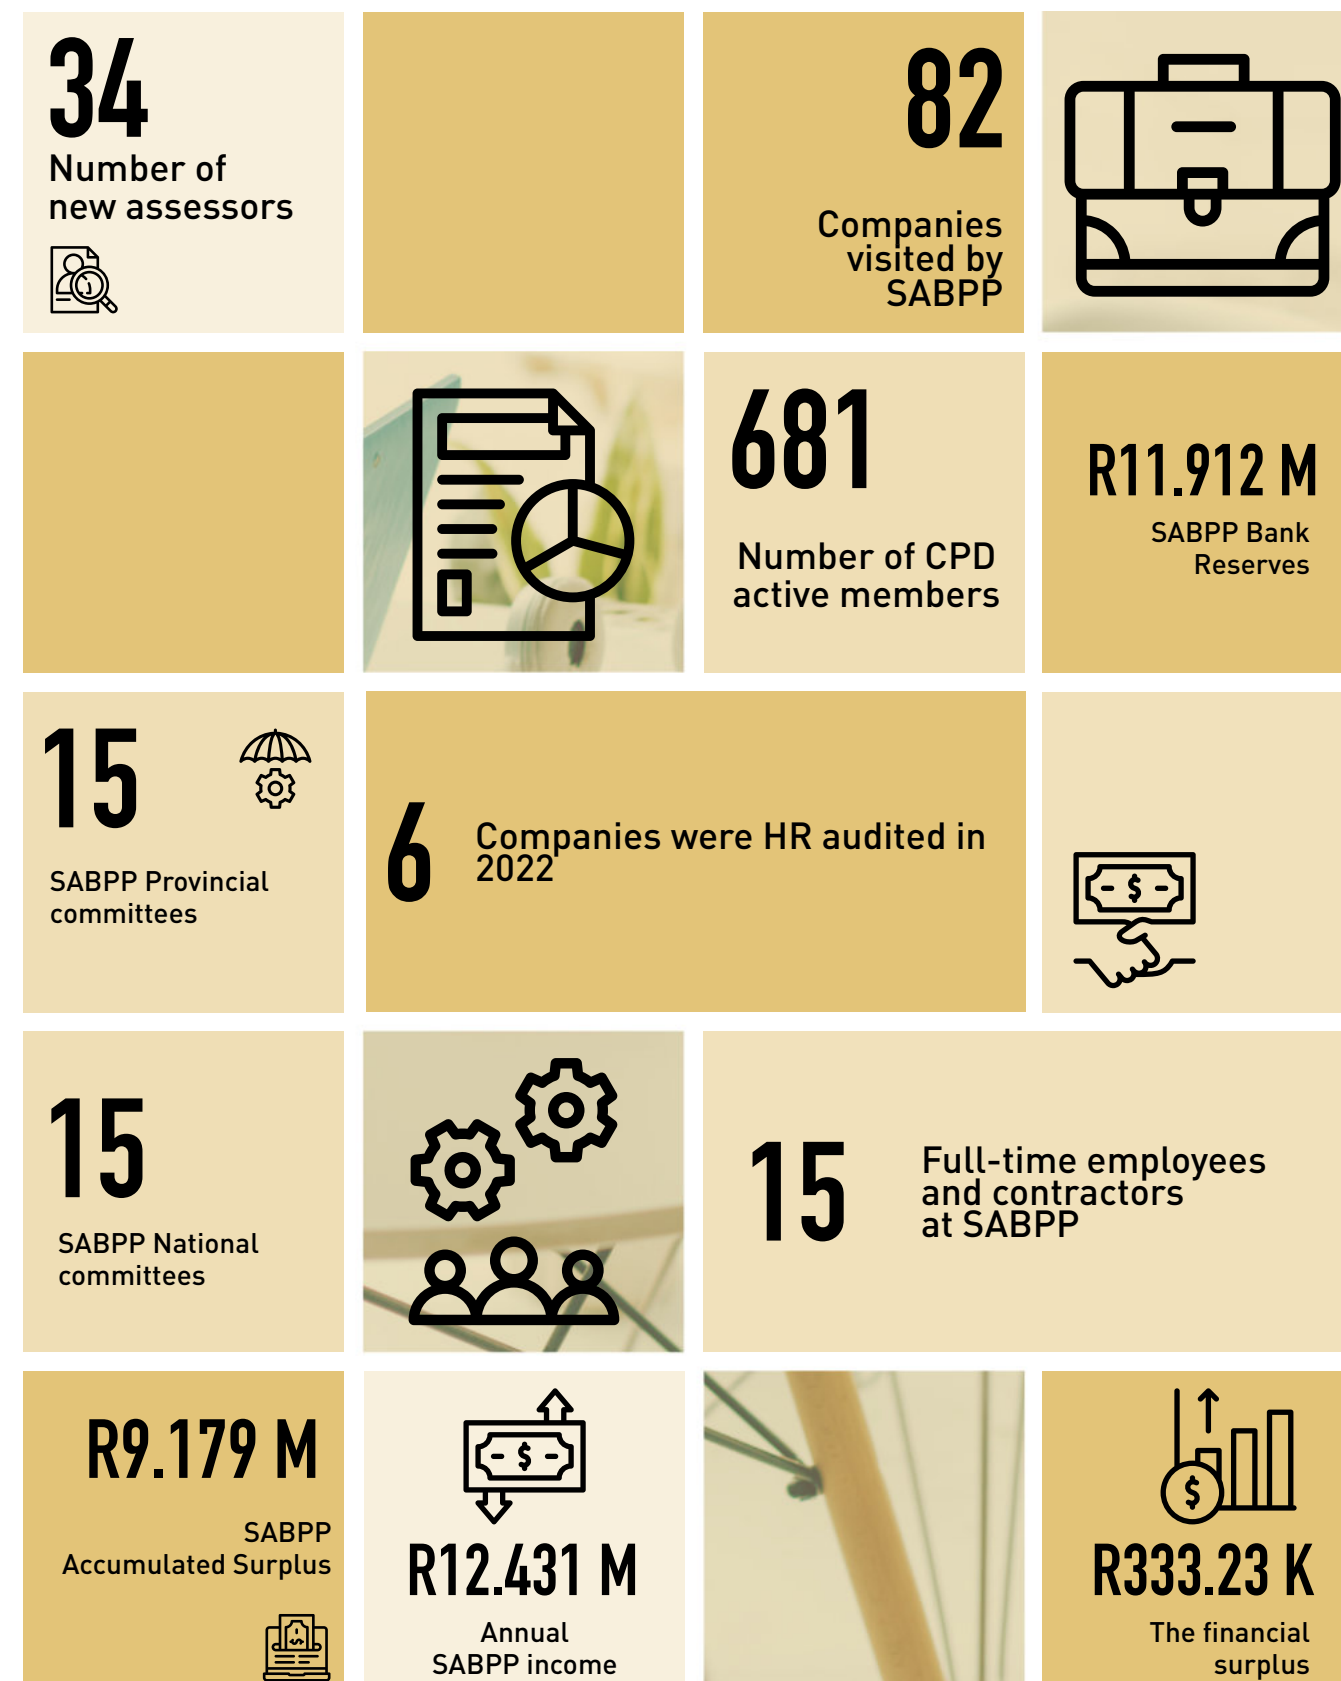 34
Number of
new assessors
82
Companies
visited by
SABPP
681
Number of CPD
active members
R11.912 M
SABPP Bank
Reserves
15
SABPP Provincial
committees
6
Companies were HR audited in
2022
$
15
SABPP National
committees
15
Full-time employees
and contractors
at SABPP
R9.179 M
SABPP
Accumulated Surplus
$
$
R12.431 M
Annual
SABPP income
$
R333.23 K
The financial
surplus